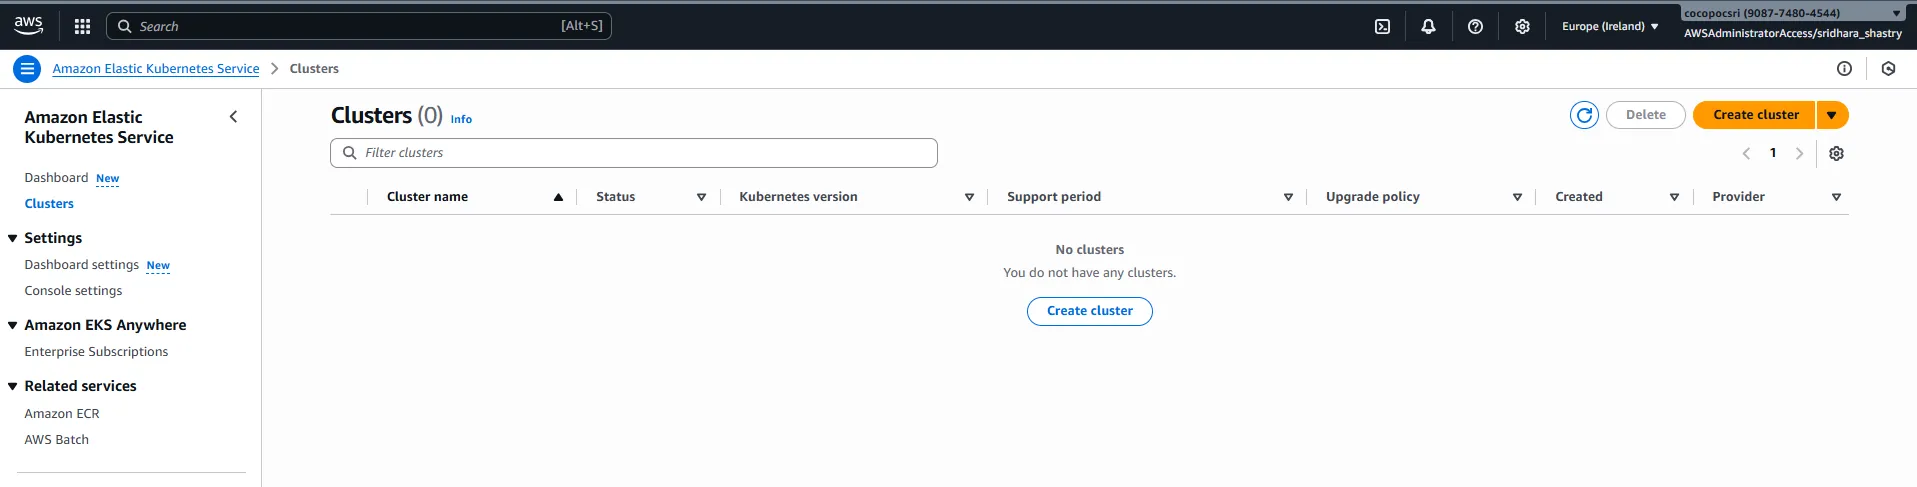 aws
Search [Alt+S]
Europe (Ireland)
cocopocsri (9087-7480-4544)
AWSAdministratorAccess/sridhara_shastry
Amazon Elastic Kubernetes Service
Clusters
Amazon Elastic
Kubernetes Service
Dashboard New
Clusters
Settings
Dashboard settings New
Console settings
Amazon EKS Anywhere
Enterprise Subscriptions
Related services
Amazon ECR
AWS Batch
Clusters (0) Info
Delete
Create cluster
Filter clusters
1
Cluster name Status Kubernetes version Support period Upgrade policy Created Provider
No clusters
You do not have any clusters.
Create cluster